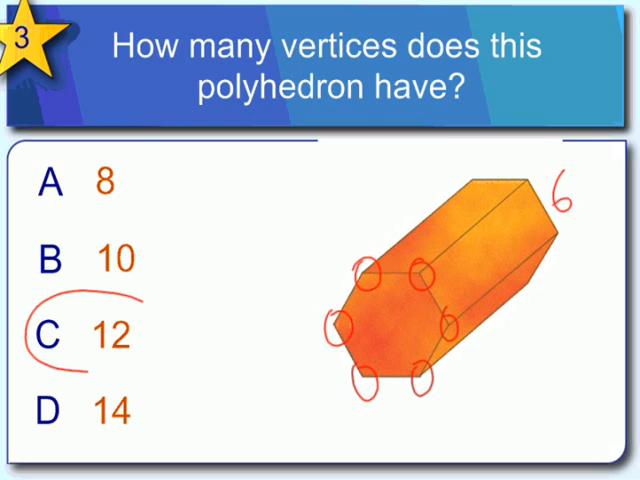 3
How many vertices does this
polyhedron have?
A 8
6
B 10
C 12
D 14